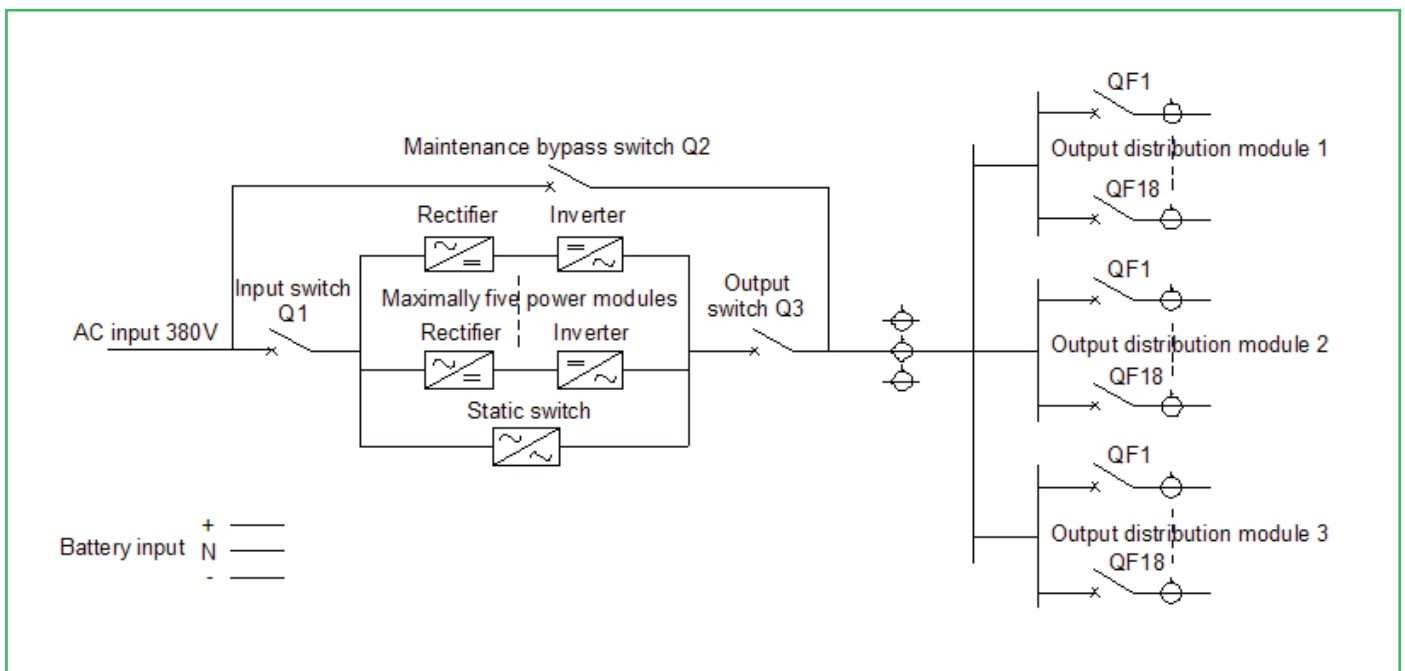 QF1
Maintenance bypass switch Q2
Output distribution module 1
QF18
Rectifier Inverter
Input switch
Q1
Maximally five power modules
Output
switch Q3
QF1
AC input 380V
Rectifier Inverter
Output distribution module 2
QF18
Static switch
QF1
Battery input
+
N
-
Output distribution module 3
QF18